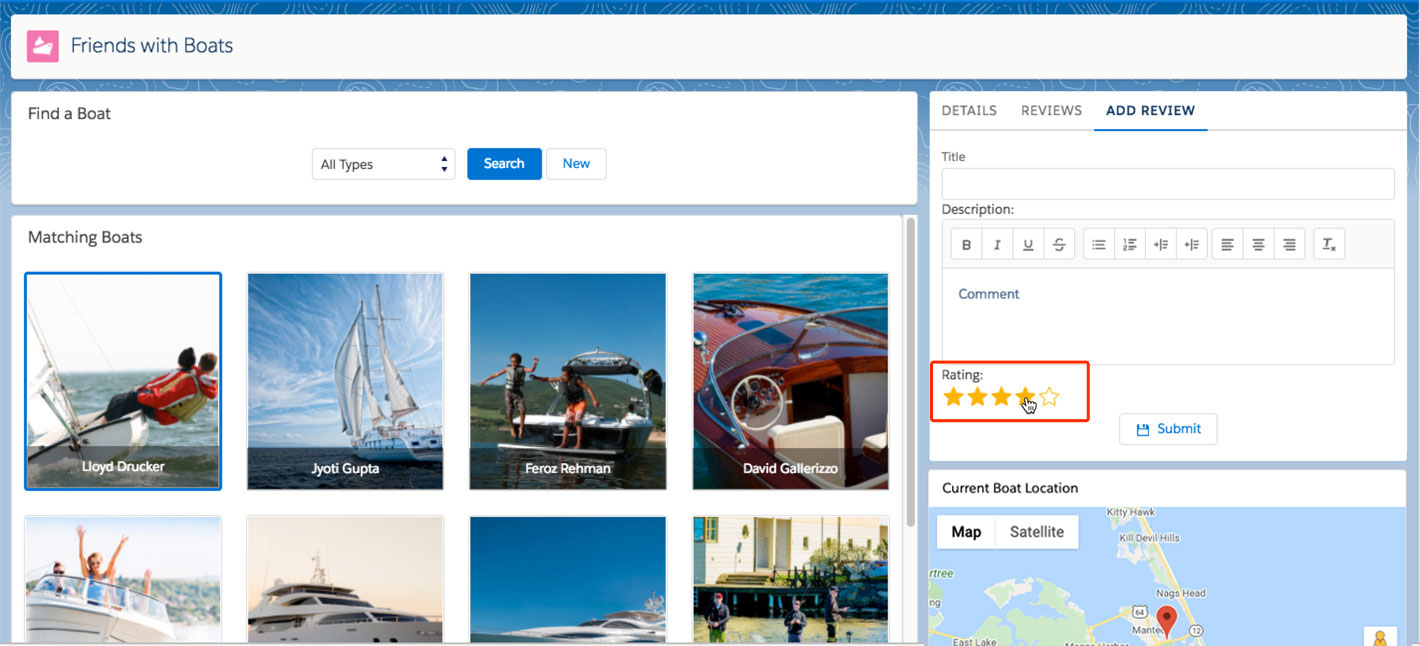 Friends with Boats
Find a Boat
All Types
Search
New
Matching Boats
Lloyd Drucker
Jyoti Gupta
Feroz Rehman
David Gallerizzo
DETAILS
REVIEWS
ADD REVIEW
Title
Description:
B I U S
Comment
Rating:
Submit
Current Boat Location
Map
Satellite
Kitty Hawk
Kill Devil Hills
rtree
ng
Nags Head
64
Manteo
12
East Lake